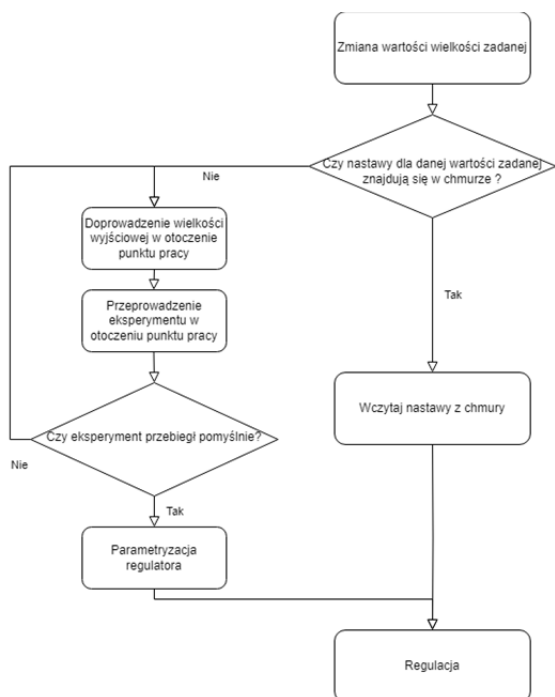 Zmiana wartości wielkości zadanej
Czy nastawy dla danej wartości zadanej
znajdują się w chmurze ?
Nie
Doprowadzenie wielkości
wyjściowej w otoczenie
punktu pracy
Przeprowadzenie
eksperymentu w
otoczeniu punktu pracy
Tak
Wczytaj nastawy z chmury
Czy eksperyment przebiegł pomyślnie?
Nie
Tak
Parametryzacja
regulatora
Regulacja